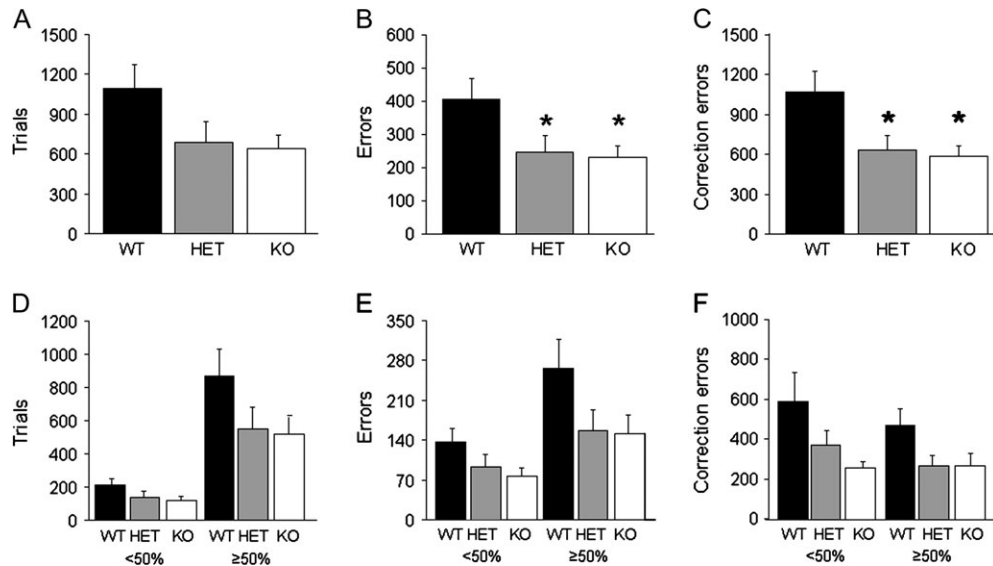 A
1500
1200
900
600
300
0
Trials
WT HET KO
B
600
500
400
300
200
100
0
Errors
* *
WT HET KO
C
1500
1200
900
600
300
0
Correction errors
* *
WT HET KO
D
1200
1000
800
600
400
200
0
Trials
WT HET KO WT HET KO
<50% ≥50%
E
350
280
210
140
70
0
Errors
WT HET KO WT HET KO
<50% ≥50%
F
1000
800
600
400
200
0
Correction errors
WT HET KO WT HET KO
<50% ≥50%